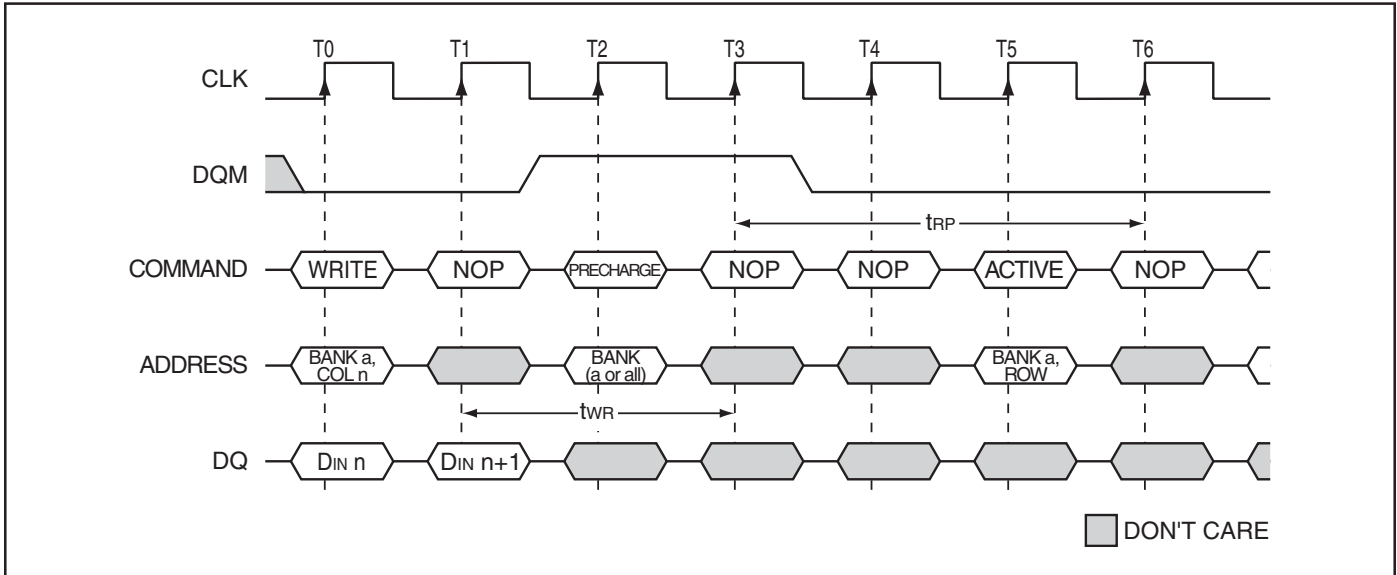 T0 T1 T2 T3 T4 T5 T6
CLK
DQM
tRP
COMMAND WRITE NOP PRECHARGE NOP NOP ACTIVE NOP
ADDRESS BANK a, COL n BANK (a or all) BANK a, ROW
tWR
DQ DIN n DIN n+1
DON'T CARE